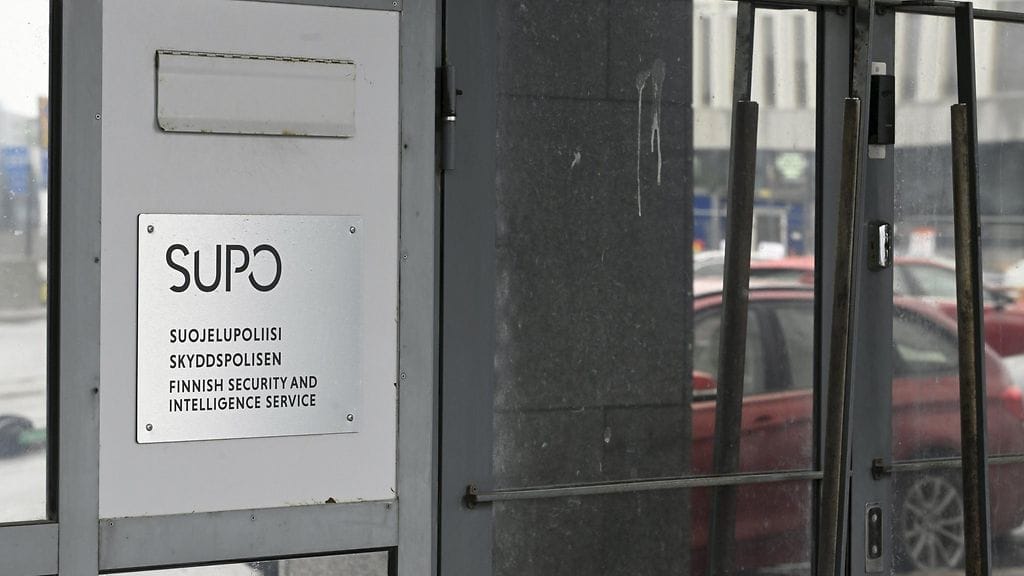 SUPO
SUOJELUPOLIISI
SKYDDSPOLISEN
FINNISH SECURITY AND
INTELLIGENCE SERVICE